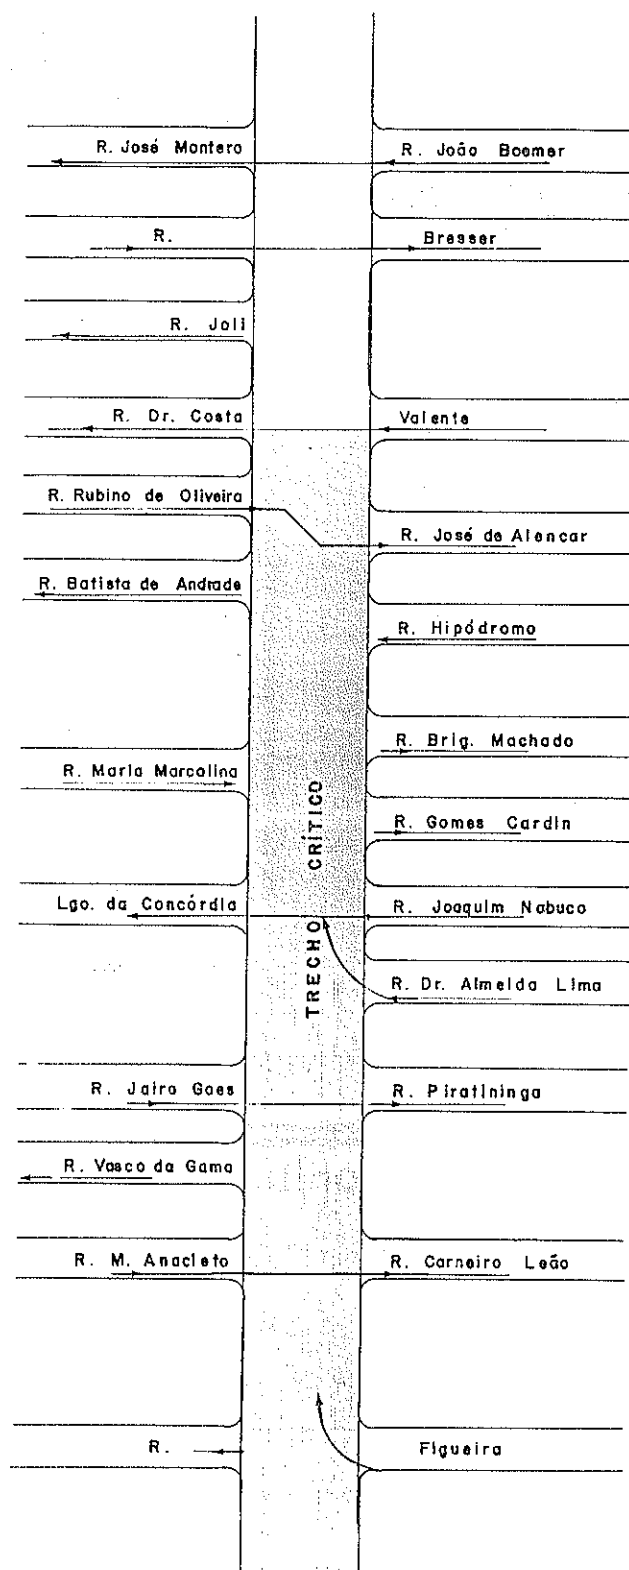 R. José Montero
R. João Boemer
R.
Bresser
R. Joli
R. Dr. Costa
Valente
R. Rubino de Oliveira
R. José de Alencar
R. Batista de Andrade
R. Hipódromo
R. Brig. Machado
R. Maria Marcolina
TRECHO CRÍTICO
R. Gomes Cardin
Lgo. da Concórdia
R. Joaquim Nabuco
R. Dr. Almeida Lima
R. Jairo Goes
R. Piratininga
R. Vasco da Gama
R. M. Anacleto
R. Carneiro Leão
R.
Figueira